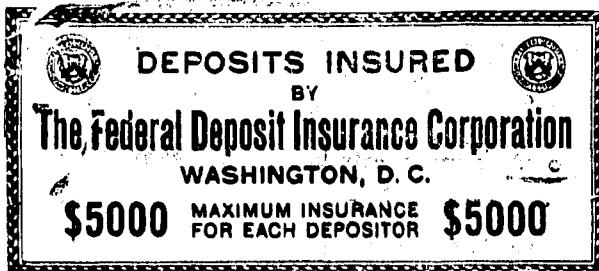 DEPOSITS INSURED
BY
The Federal Deposit Insurance Corporation
WASHINGTON, D. C.
$5000 MAXIMUM INSURANCE FOR EACH DEPOSITOR $5000